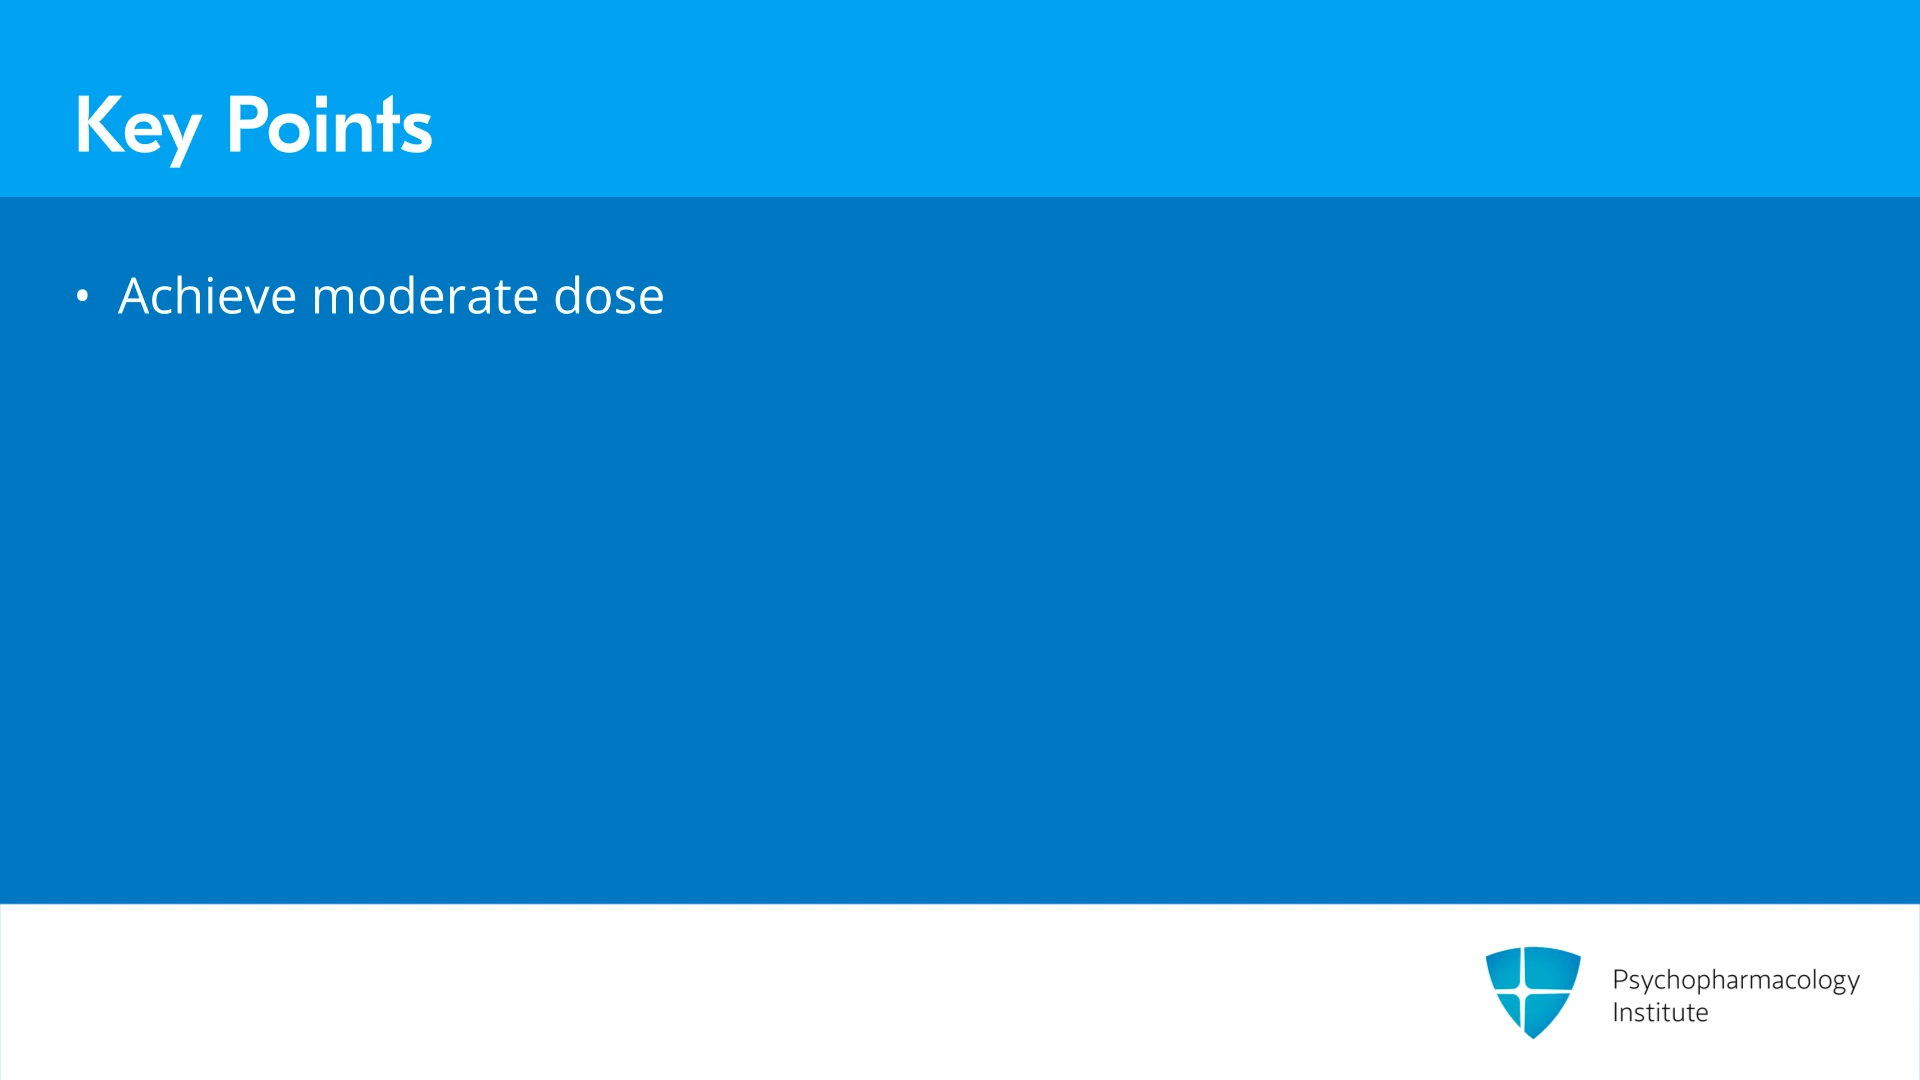 Key Points
• Achieve moderate dose
Psychopharmacology
Institute